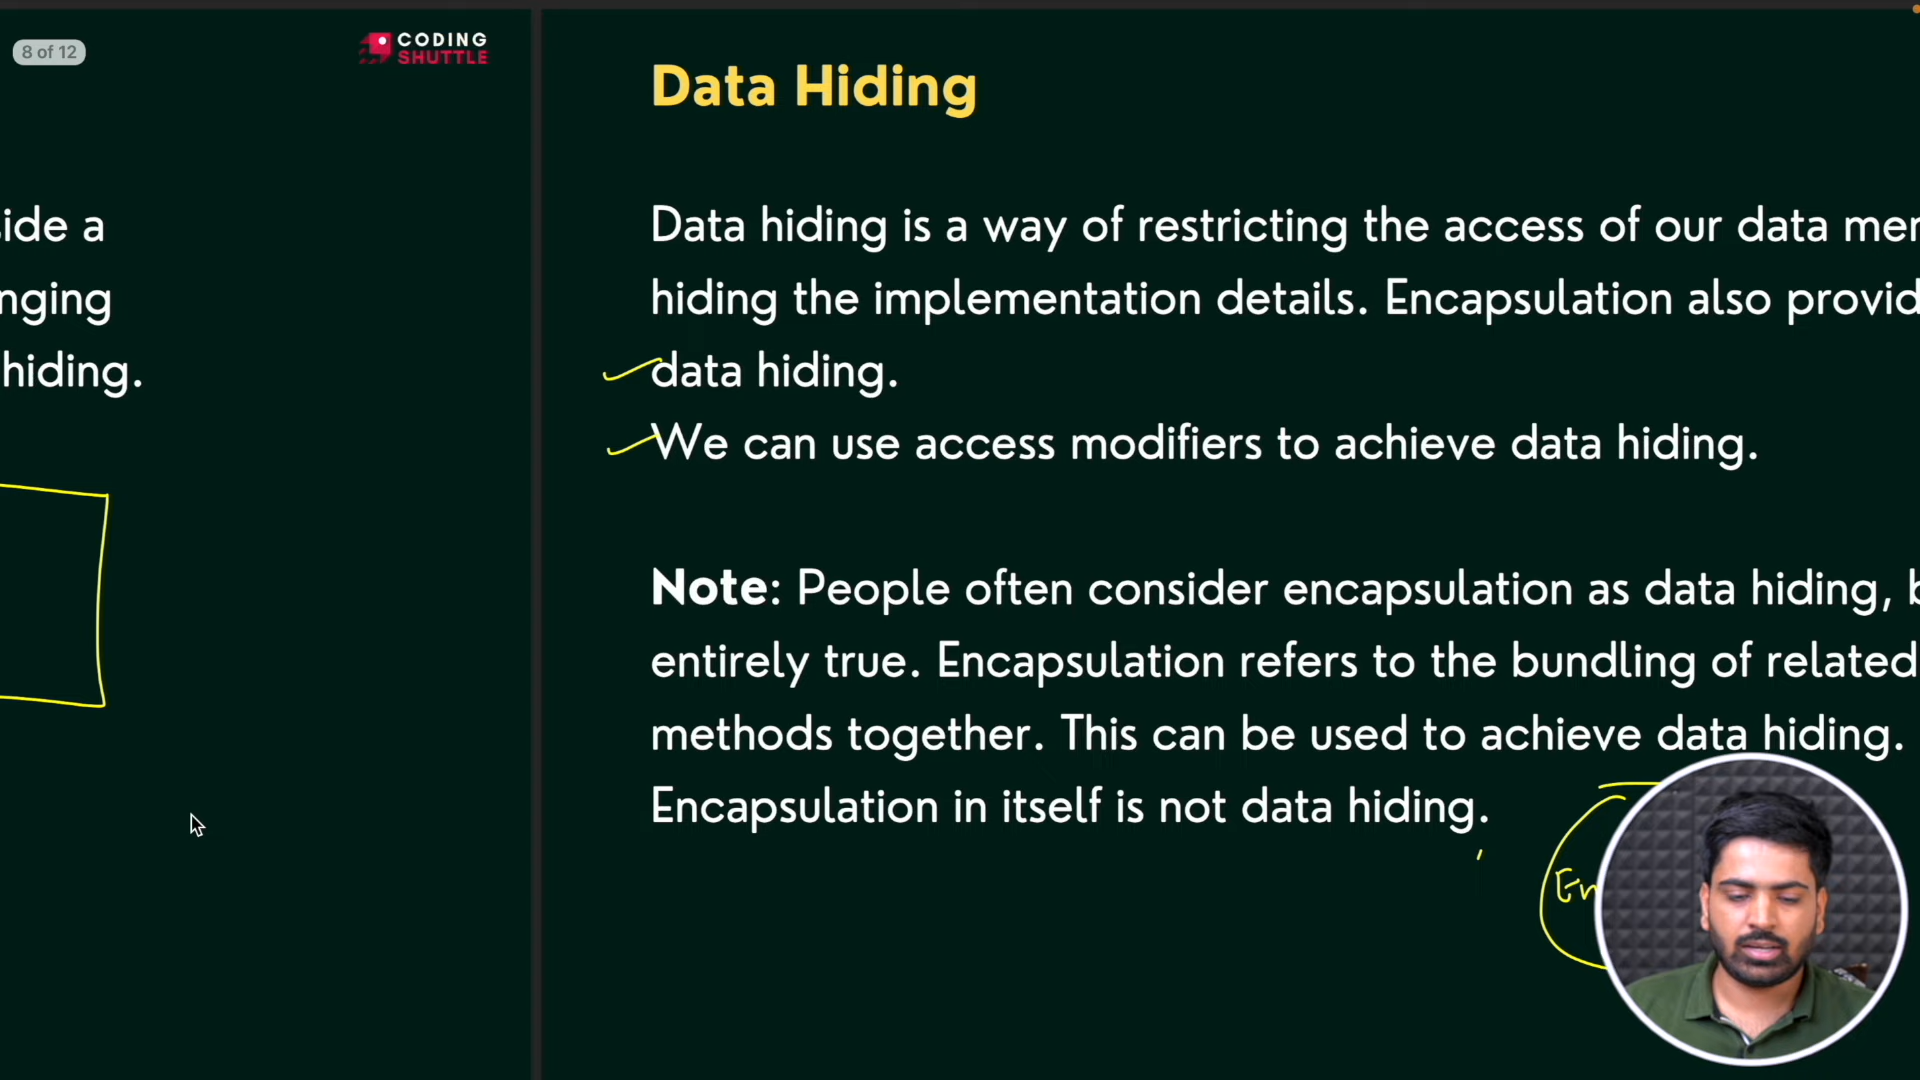 8 of 12
CODING
SHUTTLE
ide a
nging
hiding.
Data Hiding
Data hiding is a way of restricting the access of our data mer
hiding the implementation details. Encapsulation also provid
data hiding.
We can use access modifiers to achieve data hiding.
Note: People often consider encapsulation as data hiding, b
entirely true. Encapsulation refers to the bundling of related
methods together. This can be used to achieve data hiding.
Encapsulation in itself is not data hiding.
En